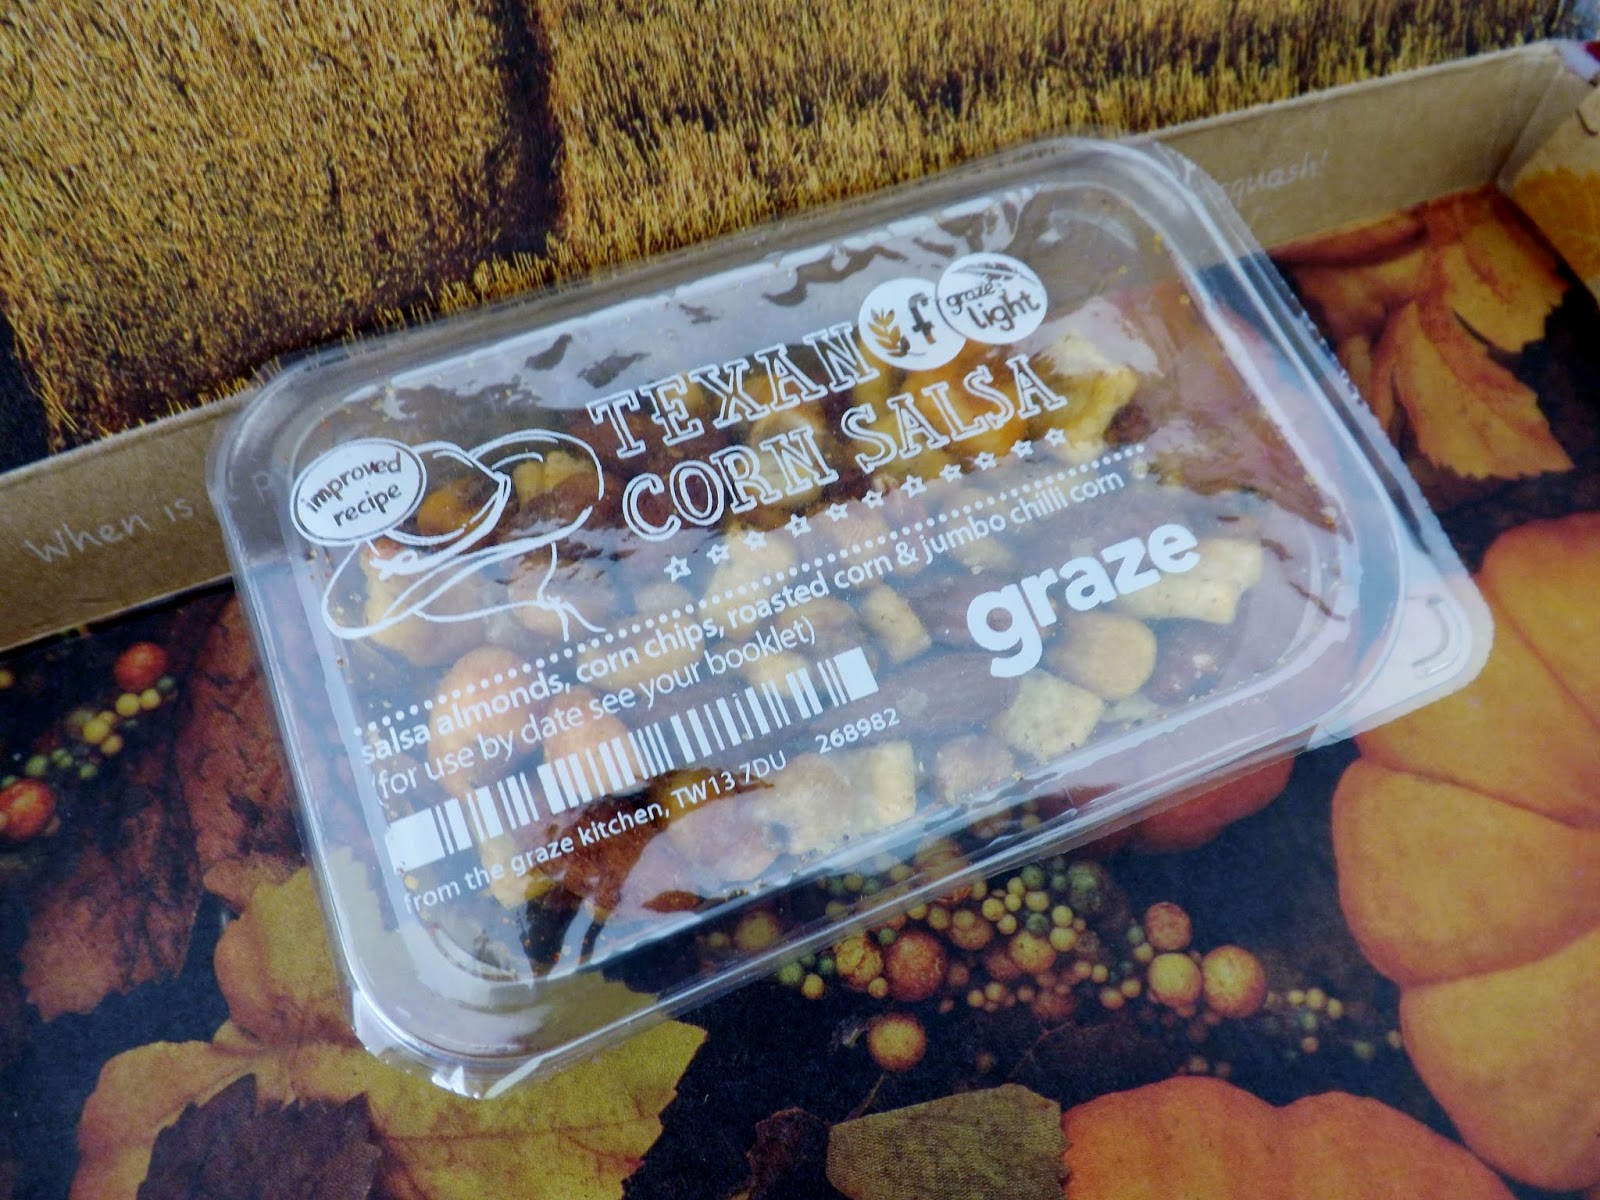 squash!
When is
improved
recipe
f
graze
light
TEXAN
CORN SALSA
salsa almonds, corn chips, roasted corn & jumbo chilli corn
(for use by date see your booklet)
graze
from the graze kitchen, TW13 7DU 268982